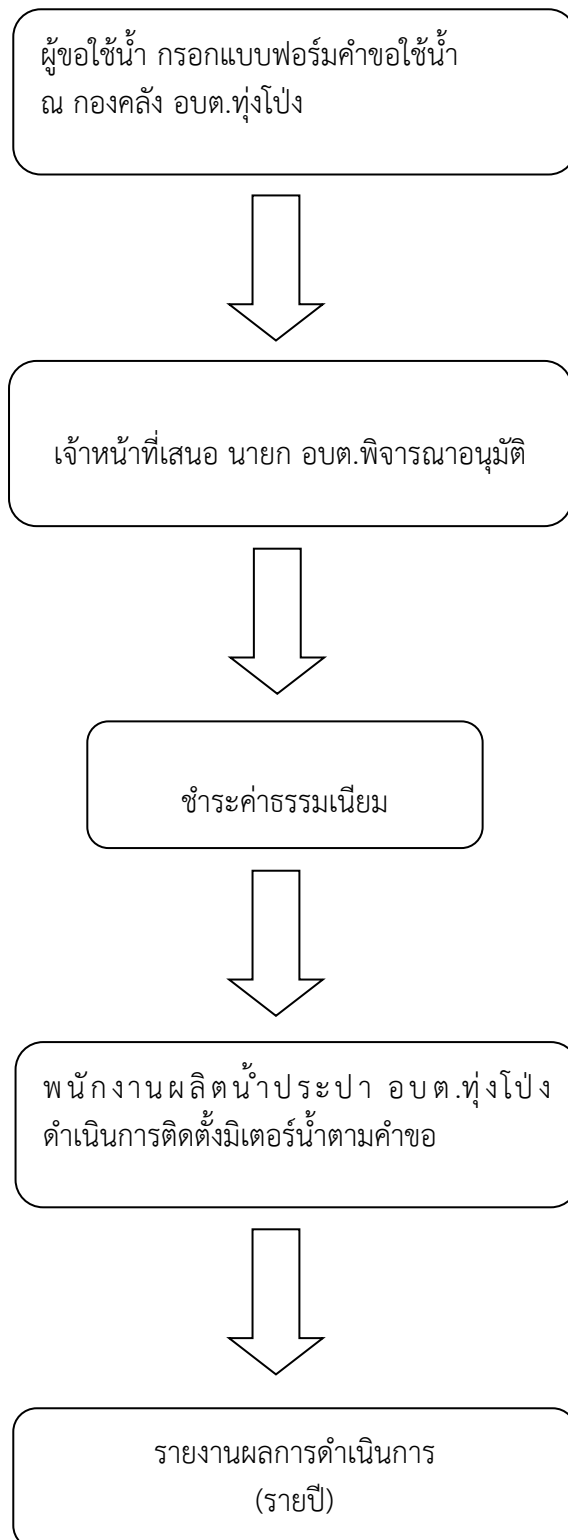 ผู้ขอใช้น้ำ กรอกแบบฟอร์มคำขอใช้น้ำ
ณ กองคลัง อบต.ทุ่งโป่ง
เจ้าหน้าที่เสนอ นายก อบต.พิจารณาอนุมัติ
ชำระค่าธรรมเนียม
พนักงานผลิตน้ำประปา อบต.ทุ่งโป่ง
ดำเนินการติดตั้งมิเตอร์น้ำตามคำขอ
รายงานผลการดำเนินการ
(รายปี)